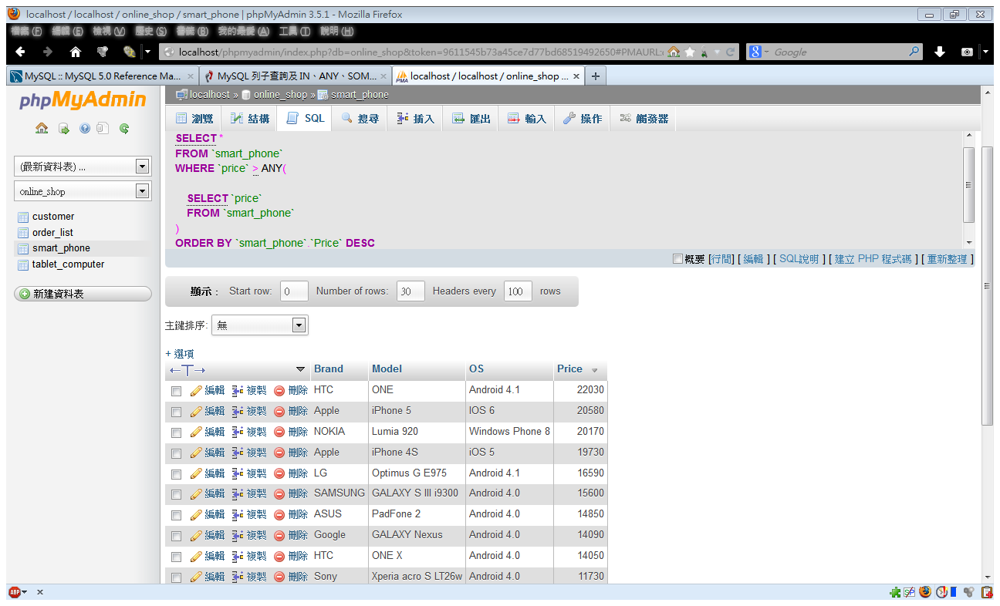 localhost / localhost / online_shop / smart_phone | phpMyAdmin 3.5.1 - Mozilla Firefox
檔案 (F) 編輯 (E) 檢視 (V) 歷史 (S) 書籤 (B) 我的最愛 (A) 工具 (T) 說明 (H)
localhost/phpmyadmin/index.php?db=online_shop&token=9611545b73a45ce7d77bd68519492650#PMAURL: Google
MySQL :: MySQL 5.0 Reference Ma... MySQL 列子查詢及 IN、ANY、SOM... localhost / localhost / online_shop ...
phpMyAdmin
localhost » online_shop » smart_phone
瀏覽 結構 SQL 搜尋 插入 匯出 輸入 操作 觸發器
(最新資料表) ...
online_shop
customer
order_list
smart_phone
tablet_computer
新建資料表
SELECT *
FROM `smart_phone`
WHERE `price` > ANY(
SELECT `price`
FROM `smart_phone`
)
ORDER BY `smart_phone`.`Price` DESC
概要 [行間] [ 編輯 ] [ SQL說明 ] [ 建立 PHP 程式碼 ] [ 重新整理 ]
顯示 : Start row: 0 Number of rows: 30 Headers every 100 rows
主鍵排序: 無
+ 選項
←T→ Brand Model OS Price
編輯 複製 刪除 HTC ONE Android 4.1 22030
編輯 複製 刪除 Apple iPhone 5 IOS 6 20580
編輯 複製 刪除 NOKIA Lumia 920 Windows Phone 8 20170
編輯 複製 刪除 Apple iPhone 4S iOS 5 19730
編輯 複製 刪除 LG Optimus G E975 Android 4.1 16590
編輯 複製 刪除 SAMSUNG GALAXY S III i9300 Android 4.0 15600
編輯 複製 刪除 ASUS PadFone 2 Android 4.0 14850
編輯 複製 刪除 Google GALAXY Nexus Android 4.0 14090
編輯 複製 刪除 HTC ONE X Android 4.0 14050
編輯 複製 刪除 Sony Xperia acro S LT26w Android 4.0 11730
ABP